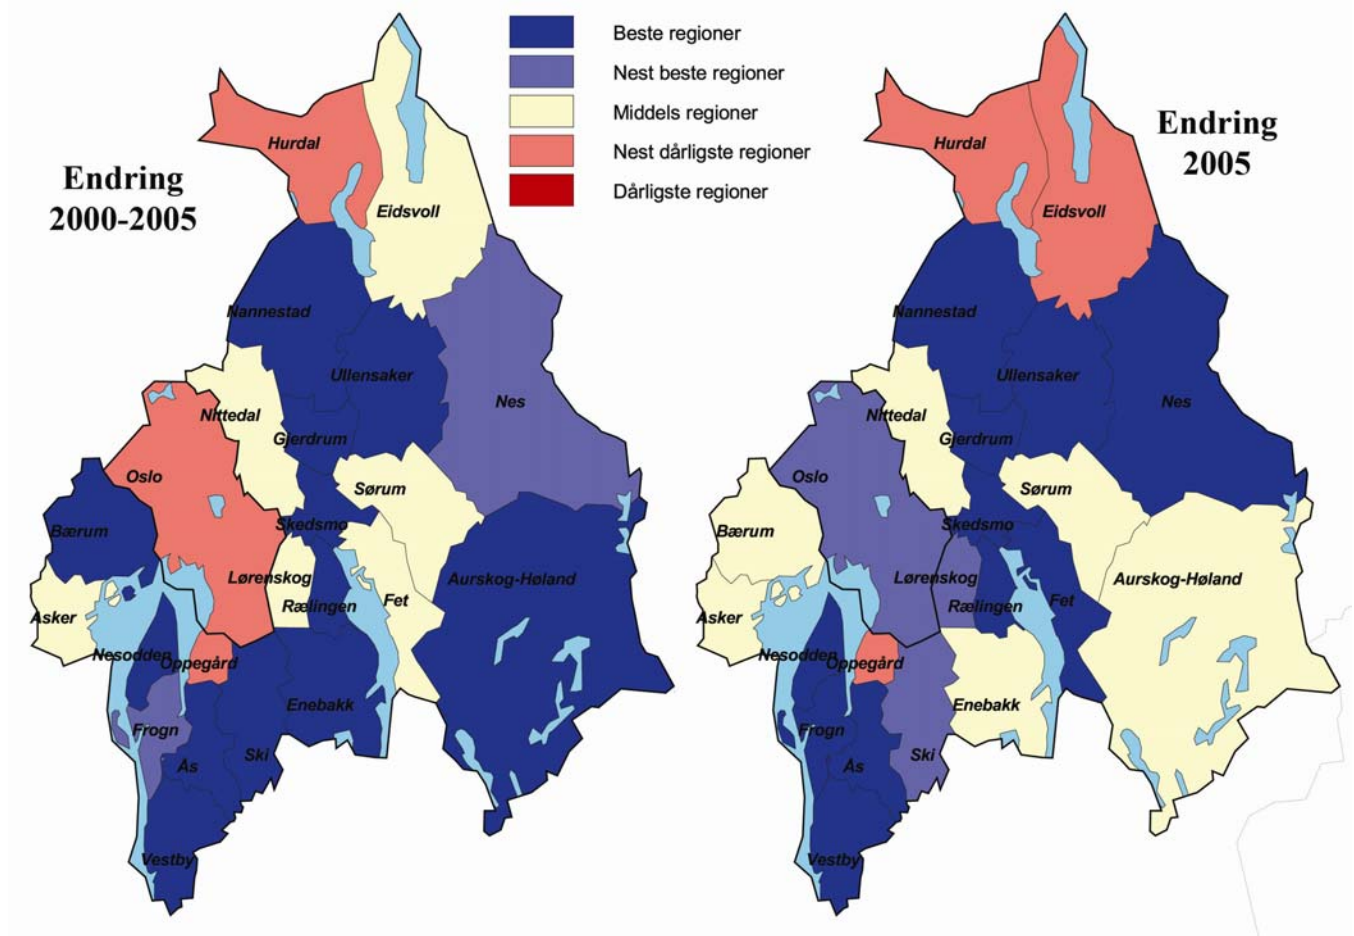 Beste regioner
Nest beste regioner
Middels regioner
Nest dårligste regioner
Dårligste regioner
Endring
2000-2005
Hurdal
Eidsvoll
Nannestad
Ullensaker
Nes
Nittedal
Gjerdrum
Oslo
Sørum
Bærum
Skedsmo
Lørenskog
Aurskog-Høland
Rælingen
Fet
Asker
Nesodden
Oppegård
Enebakk
Frogn
Ski
Ås
Vestby
Endring
2005
Hurdal
Eidsvoll
Nannestad
Ullensaker
Nes
Nittedal
Gjerdrum
Oslo
Sørum
Bærum
Skedsmo
Lørenskog
Aurskog-Høland
Rælingen
Fet
Asker
Nesodden
Oppegård
Enebakk
Frogn
Ski
Ås
Vestby